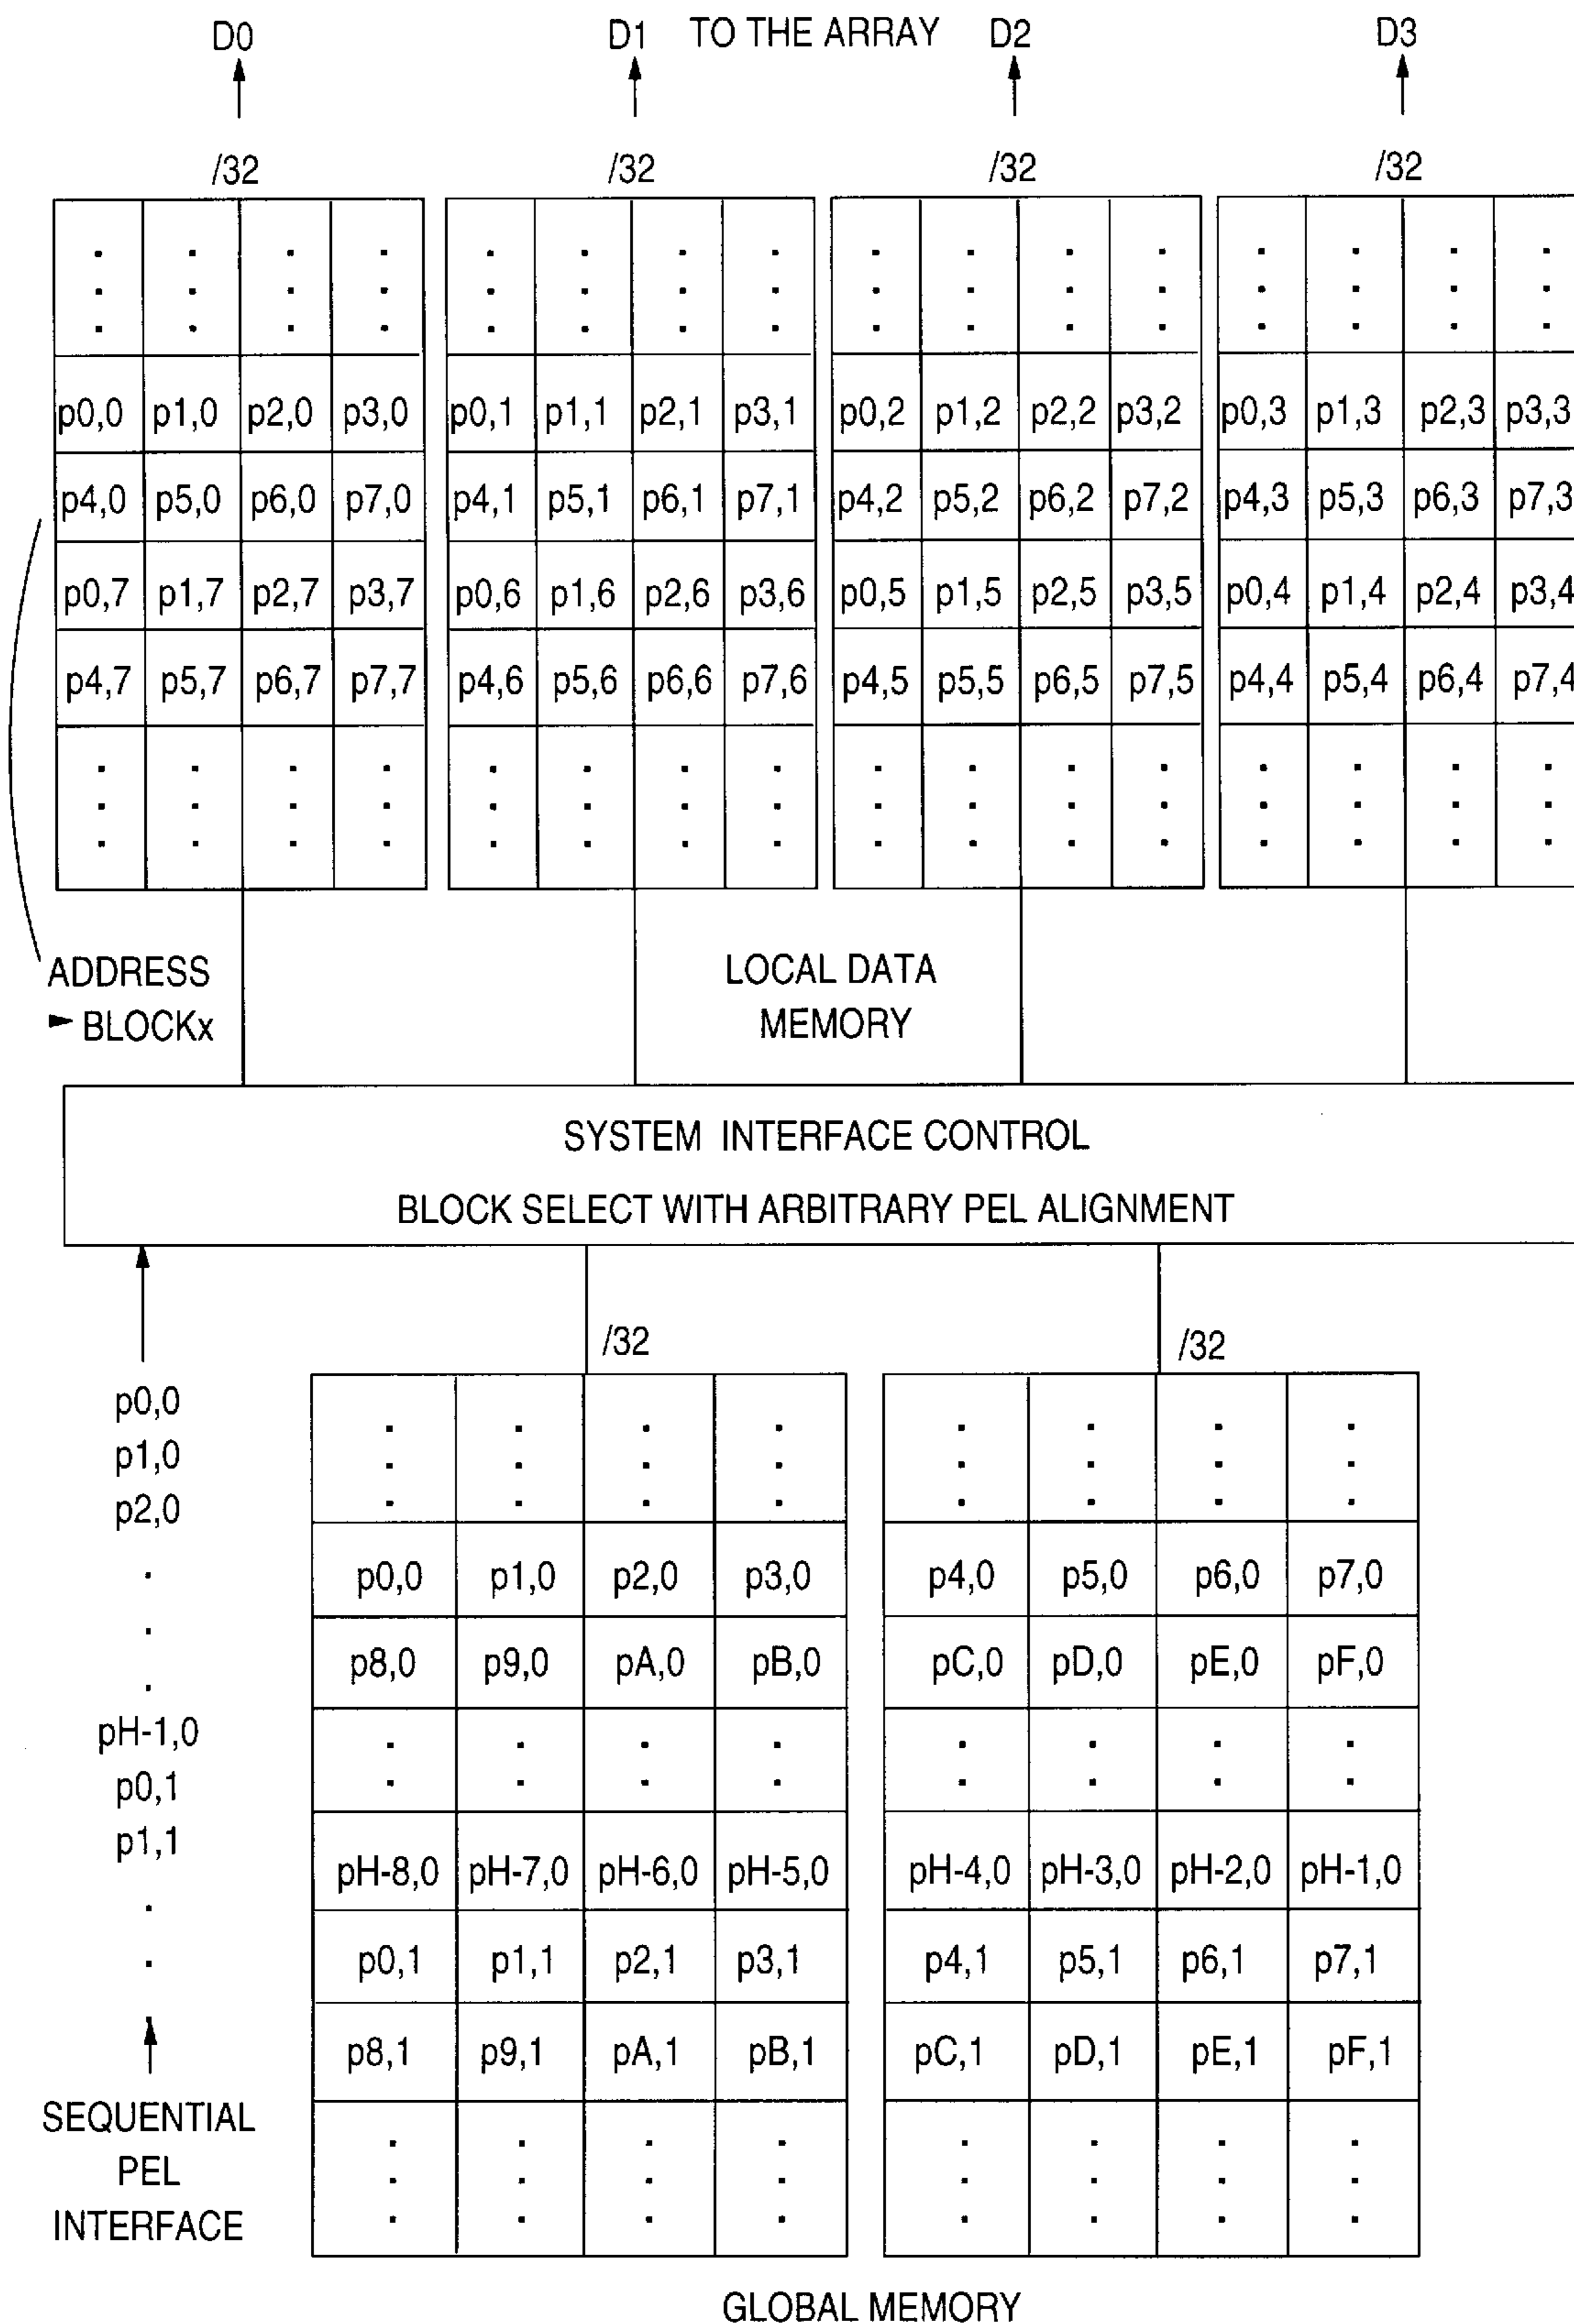 D0 D1 TO THE ARRAY D2 D3
/32 /32 /32 /32
p0,0 p1,0 p2,0 p3,0 p0,1 p1,1 p2,1 p3,1 p0,2 p1,2 p2,2 p3,2 p0,3 p1,3 p2,3 p3,3
p4,0 p5,0 p6,0 p7,0 p4,1 p5,1 p6,1 p7,1 p4,2 p5,2 p6,2 p7,2 p4,3 p5,3 p6,3 p7,3
p0,7 p1,7 p2,7 p3,7 p0,6 p1,6 p2,6 p3,6 p0,5 p1,5 p2,5 p3,5 p0,4 p1,4 p2,4 p3,4
p4,7 p5,7 p6,7 p7,7 p4,6 p5,6 p6,6 p7,6 p4,5 p5,5 p6,5 p7,5 p4,4 p5,4 p6,4 p7,4
ADDRESS
BLOCKx
LOCAL DATA
MEMORY
SYSTEM INTERFACE CONTROL
BLOCK SELECT WITH ARBITRARY PEL ALIGNMENT
/32 /32
p0,0
p1,0
p2,0
pH-1,0
p0,1
p1,1
SEQUENTIAL
PEL
INTERFACE
p0,0 p1,0 p2,0 p3,0 p4,0 p5,0 p6,0 p7,0
p8,0 p9,0 pA,0 pB,0 pC,0 pD,0 pE,0 pF,0
pH-8,0 pH-7,0 pH-6,0 pH-5,0 pH-4,0 pH-3,0 pH-2,0 pH-1,0
p0,1 p1,1 p2,1 p3,1 p4,1 p5,1 p6,1 p7,1
p8,1 p9,1 pA,1 pB,1 pC,1 pD,1 pE,1 pF,1
GLOBAL MEMORY